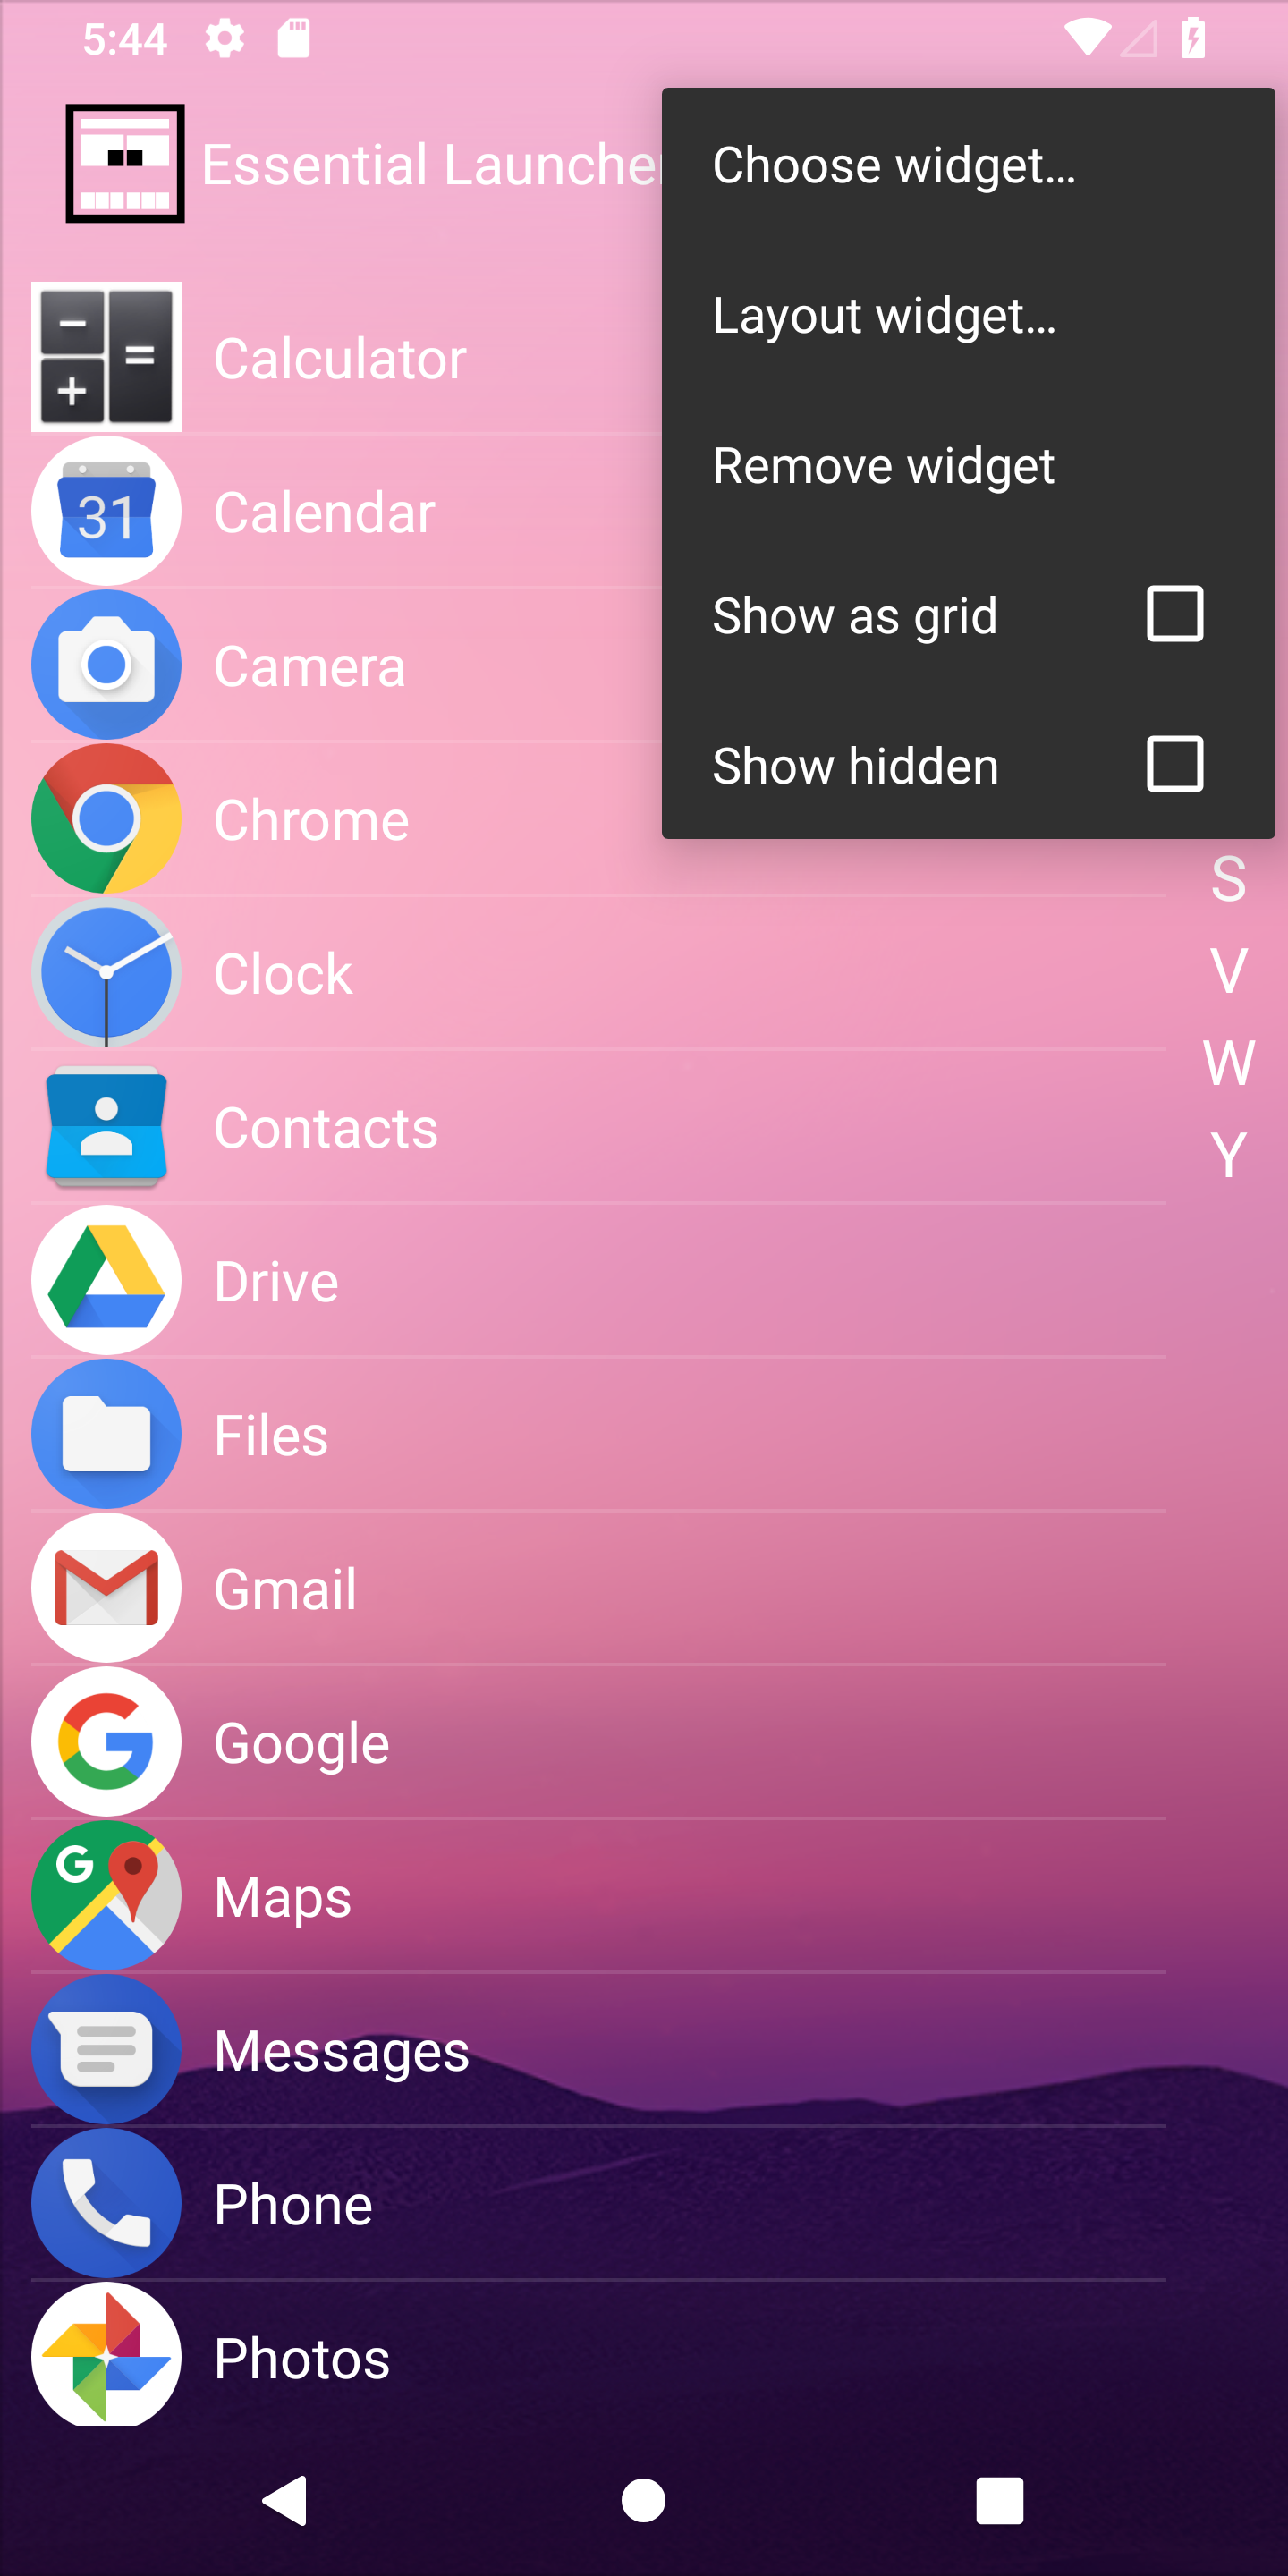 5:44
Essential Launcher
Choose widget…
Layout widget…
Remove widget
Show as grid
Show hidden
Calculator
31
Calendar
Camera
Chrome
S
Clock
V
W
Contacts
Y
Drive
Files
Gmail
Google
G
Maps
Messages
Phone
Photos